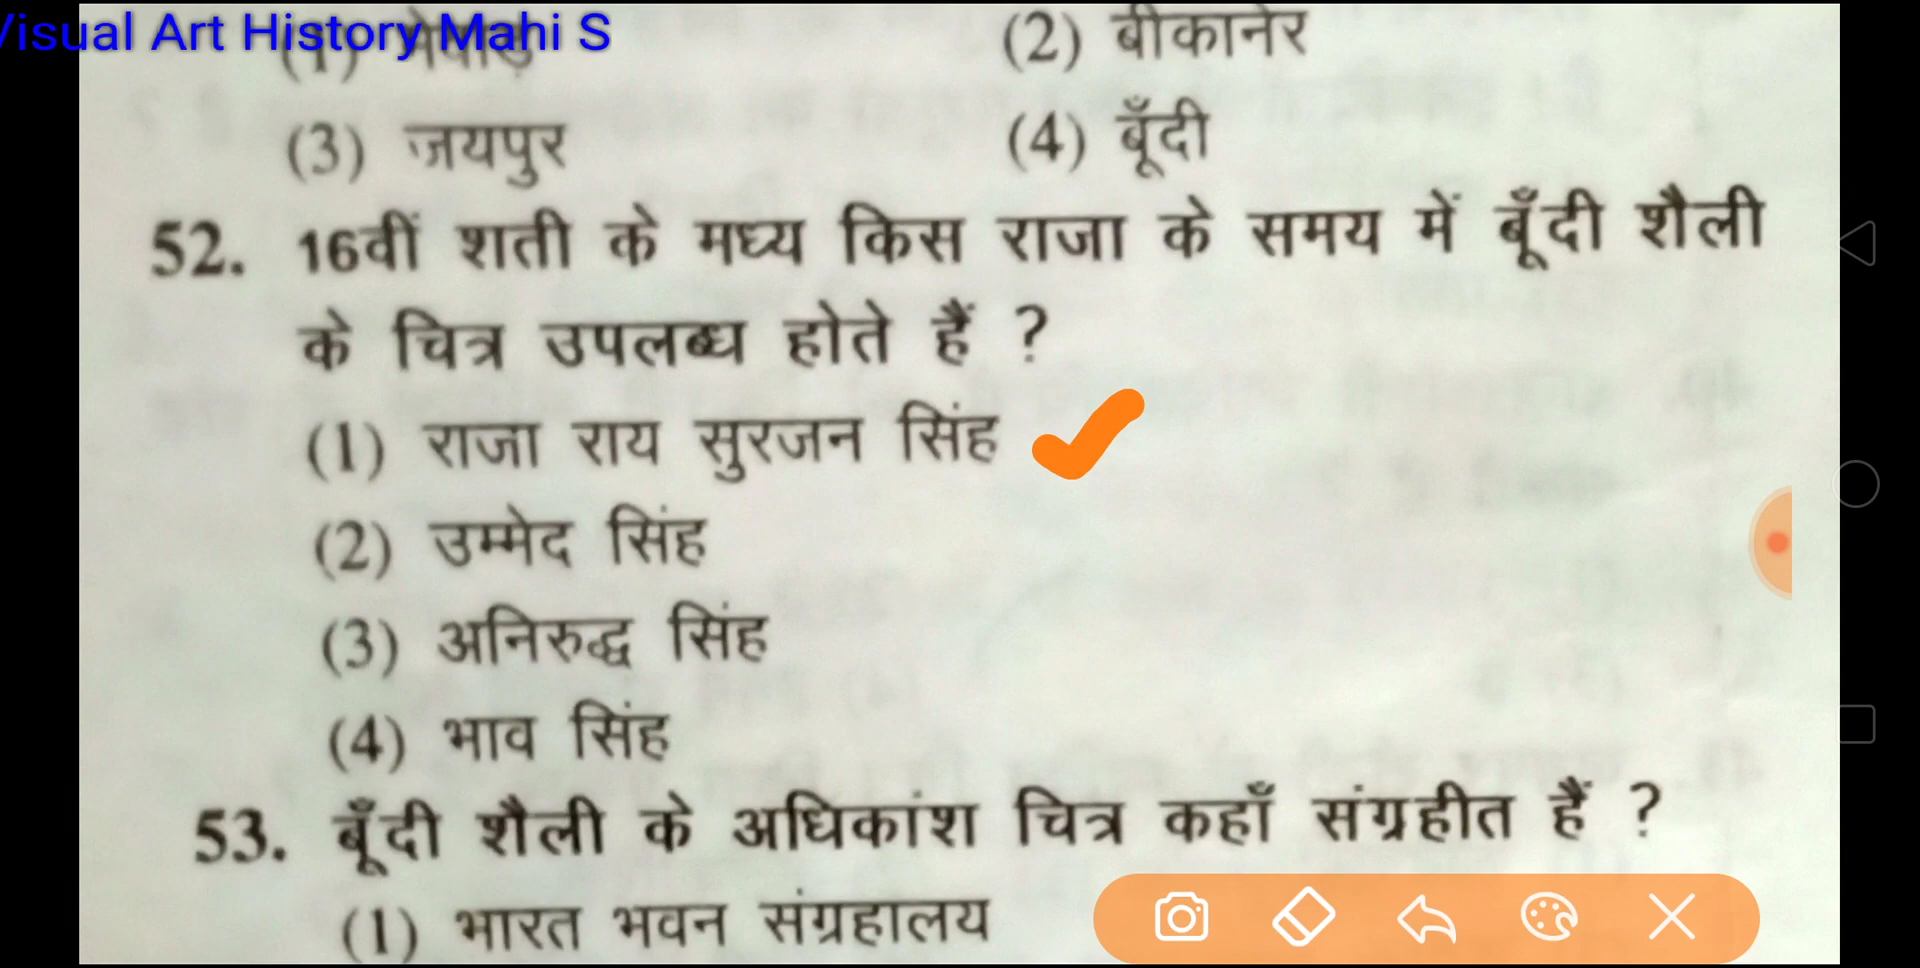 Visual Art History Mahi S
(1) मेवाड़
(2) बीकानेर
(3) जयपुर
(4) बूँदी
52. 16वीं शती के मध्य किस राजा के समय में बूँदी शैली
के चित्र उपलब्ध होते हैं ?
(1) राजा राय सुरजन सिंह
(2) उम्मेद सिंह
(3) अनिरुद्ध सिंह
(4) भाव सिंह
53. बूँदी शैली के अधिकांश चित्र कहाँ संग्रहीत हैं ?
(1) भारत भवन संग्रहालय